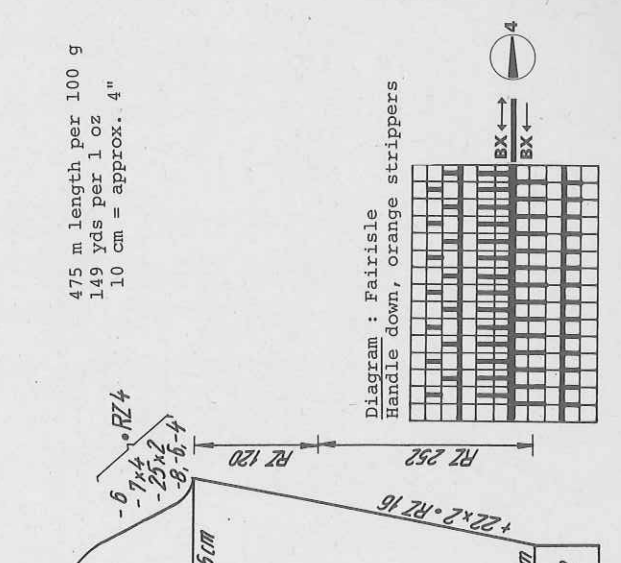 475 m length per 100 g
149 yds per 1 oz
10 cm = approx. 4"
Diagram : Fairisle
Handle down, orange strippers
BX ↔
BX ←
4
- 6
- 7x4
- 25x2
-8,-6,-4
• RZ 4
RZ 120
RZ 252
+ 22x2 • RZ 16
5cm
m